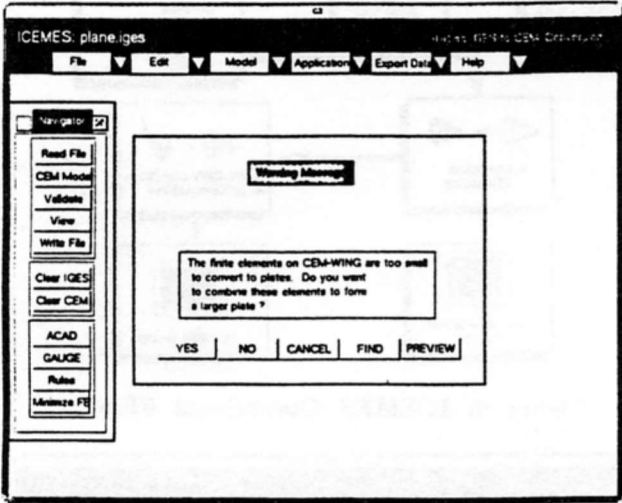 ICEMES: plane.iges
File Edit Model Application Export Data Help
Navigator
Read File
CEM Model
Validate
View
Write File
Clear IGES
Clear CEM
ACAD
GAUGE
Rules
Minimize FE
Warning Message
The finite elements on CEM-WING are too small
to convert to plates. Do you want
to combine these elements to form
a larger plate ?
YES NO CANCEL FIND PREVIEW